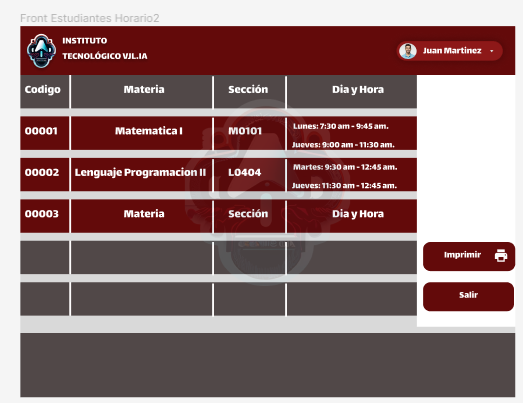 Front Estudiantes Horario2
INSTITUTO
TECNOLÓGICO VJL.IA
Juan Martinez
Codigo Materia Sección Dia y Hora
00001 Matematica I M0101 Lunes: 7:30 am - 9:45 am.
Jueves: 9:00 am - 11:30 am.
00002 Lenguaje Programacion II L0404 Martes: 9:30 am - 12:45 am.
Jueves: 11:30 am - 12:45 am.
00003 Materia Sección Dia y Hora
Imprimir
Salir